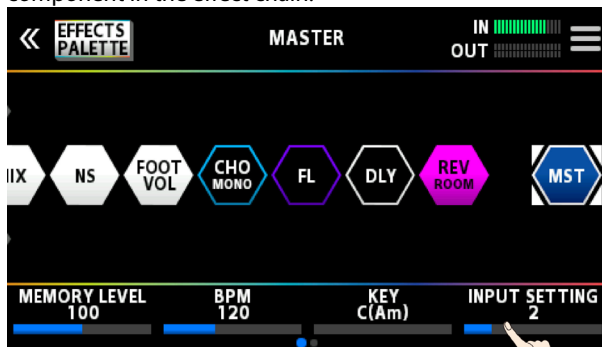 component in the effect chain.
EFFECTS
PALETTE
MASTER
IN
OUT
IX
NS
FOOT
VOL
CHO
MONO
FL
DLY
REV
ROOM
MST
MEMORY LEVEL
100
BPM
120
KEY
C(Am)
INPUT SETTING
2